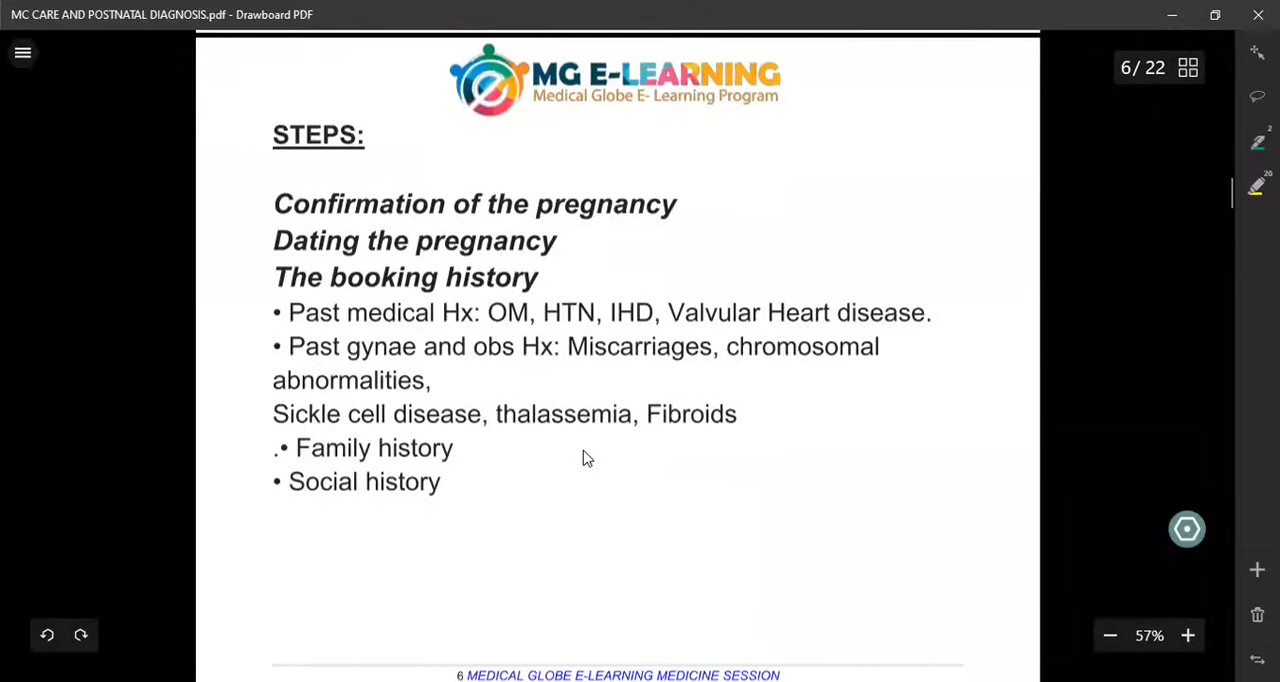 MC CARE AND POSTNATAL DIAGNOSIS.pdf - Drawboard PDF
6/ 22
MG E-LEARNING
Medical Globe E- Learning Program
STEPS:
Confirmation of the pregnancy
Dating the pregnancy
The booking history
• Past medical Hx: OM, HTN, IHD, Valvular Heart disease.
• Past gynae and obs Hx: Miscarriages, chromosomal
abnormalities,
Sickle cell disease, thalassemia, Fibroids
.• Family history
• Social history
2
20
57%
6 MEDICAL GLOBE E-LEARNING MEDICINE SESSION